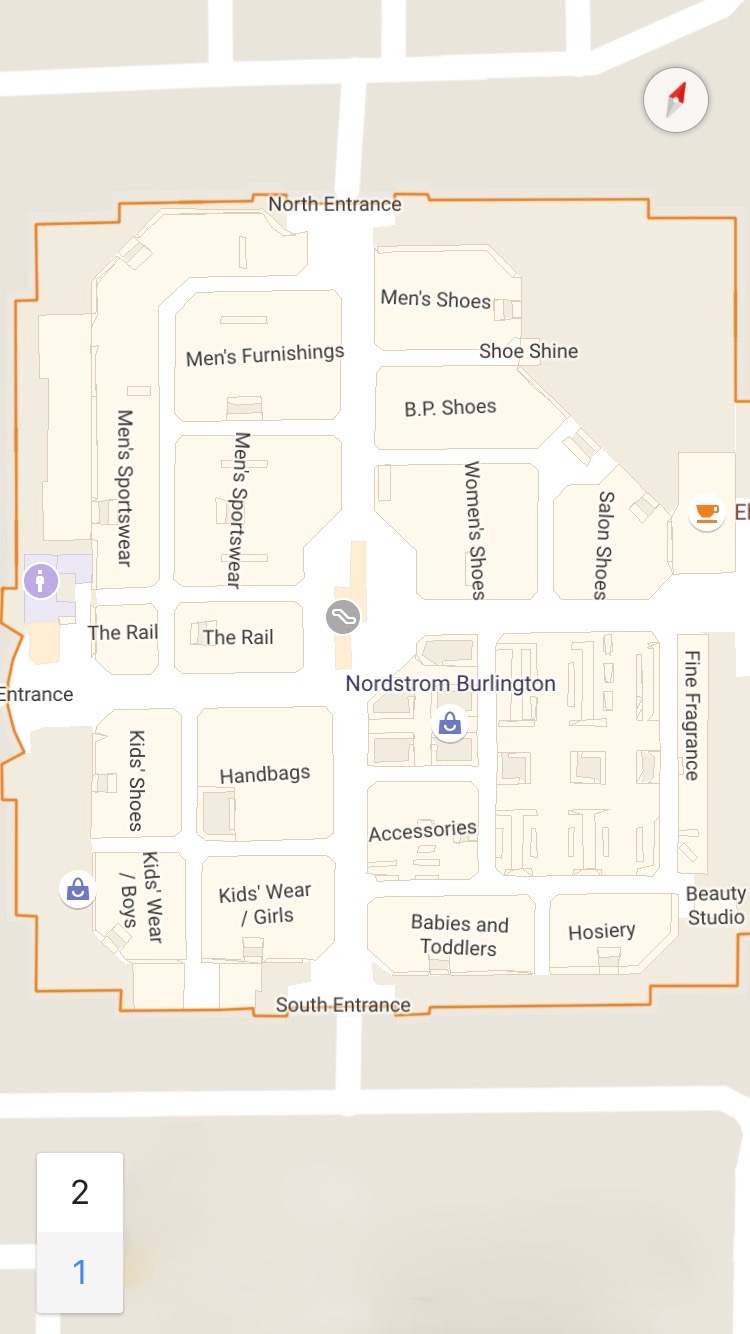 North Entrance
Men's Shoes
Shoe Shine
Men's Furnishings
B.P. Shoes
Men's Sportswear
Men's Sportswear
Women's Shoes
Salon Shoes
El
The Rail
The Rail
Entrance
Nordstrom Burlington
Fine Fragrance
Kids' Shoes
Handbags
Accessories
Kids' Wear
/ Boys
Kids' Wear
/ Girls
Babies and
Toddlers
Hosiery
Beauty
Studio
South Entrance
2
1